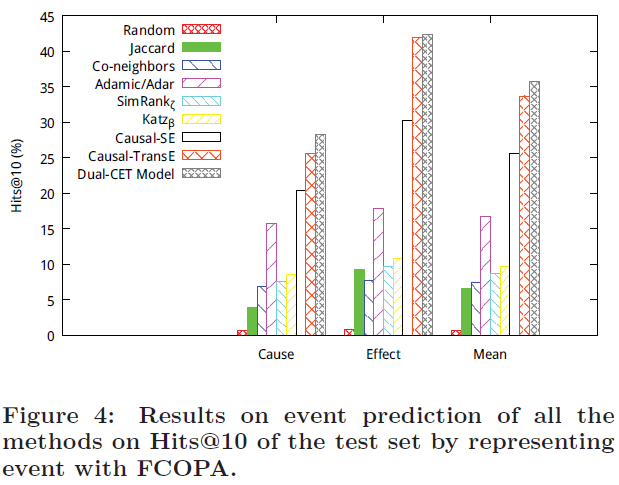 45
40
35
30
25
20
15
10
5
0
Hits@10 (%)
Random
Jaccard
Co-neighbors
Adamic/Adar
SimRankζ
Katzβ
Causal-SE
Causal-TransE
Dual-CET Model
Cause Effect Mean
Figure 4: Results on event prediction of all the
methods on Hits@10 of the test set by representing
event with FCOPA.